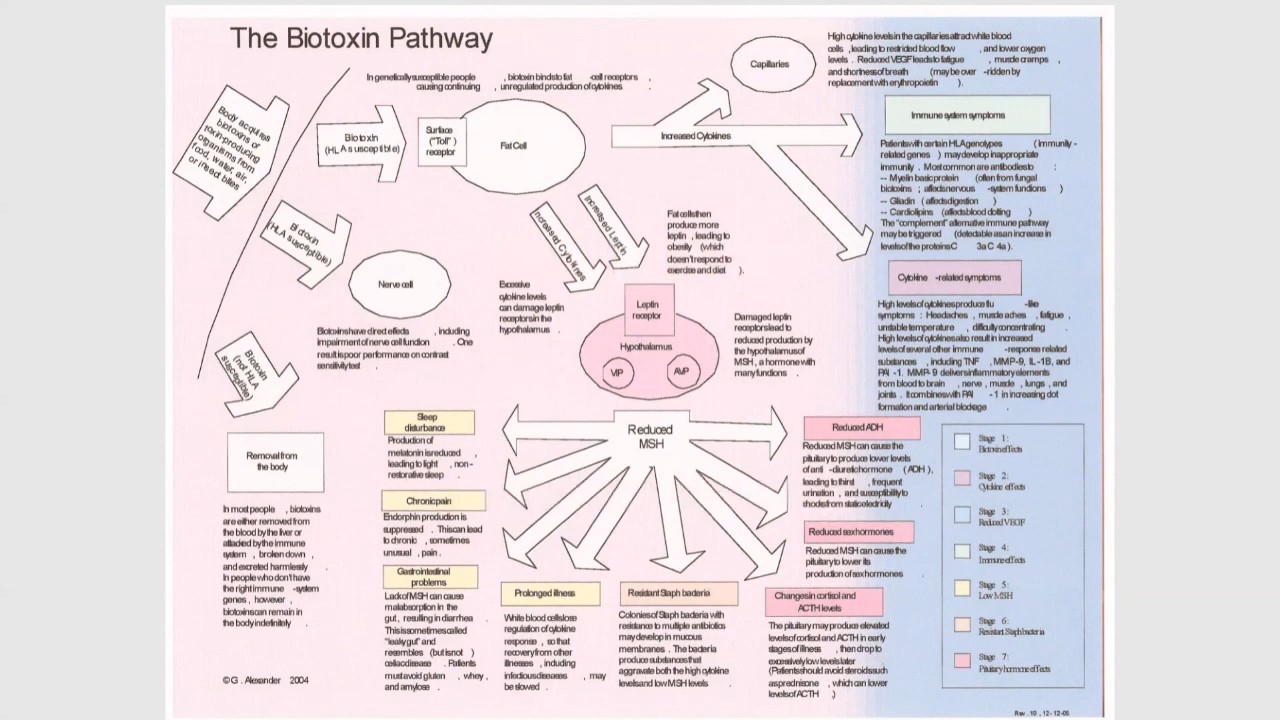 The Biotoxin Pathway
Body acquires
biotoxins or
toxin-producing
organisms from
food, water, air,
or insect bites
In genetically susceptible people , biotoxin binds to fat -cell receptors ,
causing continuing , unregulated production of cytokines .
Biotoxin
(HLA susceptible)
Surface
("Toll")
receptor
Fat Cell
Increased Cytokines
Capillaries
High cytokine levels in the capillaries attract white blood
cells , leading to restricted blood flow , and lower oxygen
levels . Reduced VEGF leads to fatigue , muscle cramps ,
and shortness of breath (may be over -ridden by
replacement with erythropoietin ).
Immune system symptoms
Patients with certain HLA genotypes (immunity -
related genes ) may develop inappropriate
immunity . Most common are antibodies to :
-- Myelin basic protein (often from fungal
biotoxins ; affects nervous -system functions )
-- Gliadin (affects digestion )
-- Cardiolipins (affects blood clotting )
The "complement" alternative immune pathway
may be triggered (detectable as an increase in
levels of the proteins C 3a C 4a ).
Biotoxin
(HLA susceptible)
Nerve cell
Biotoxins have direct effects , including
impairment of nerve cell function . One
result is poor performance on contrast
sensitivity test .
Increased Cytokines
Increased Leptin
Fat cells then
produce more
leptin , leading to
obesity (which
doesn't respond to
exercise and diet ).
Excessive
cytokine levels
can damage leptin
receptors in the
hypothalamus .
Leptin
receptor
Hypothalamus
VIP
AVP
Damaged leptin
receptors lead to
reduced production by
the hypothalamus of
MSH , a hormone with
many functions .
Cytokine -related symptoms
High levels of cytokines produce flu -like
symptoms : Headaches , muscle aches , fatigue ,
unstable temperature , difficulty concentrating .
High levels of cytokines also result in increased
levels of several other immune -response related
substances , including TNF , MMP-9, IL-1B, and
PAI -1. MMP- 9 delivers inflammatory elements
from blood to brain , nerve , muscle , lungs , and
joints . It combines with PAI - 1 in increasing clot
formation and arterial blockage .
Biotoxin
(not HLA
susceptible)
Removal from
the body
In most people , biotoxins
are either removed from
the blood by the liver or
attacked by the immune
system , broken down ,
and excreted harmlessly .
In people who don't have
the right immune -system
genes , however ,
biotoxins can remain in
the body indefinitely .
Reduced
MSH
Sleep
disturbance
Production of
melatonin is reduced ,
leading to light , non-
restorative sleep .
Chronic pain
Endorphin production is
suppressed . This can lead
to chronic , sometimes
unusual , pain .
Gastrointestinal
problems
Lack of MSH can cause
malabsorption in the
gut , resulting in diarrhea .
This is sometimes called
"leaky gut" and
resembles (but is not )
celiac disease . Patients
must avoid gluten , whey ,
and amylose .
Prolonged illness
White blood cells lose
regulation of cytokine
response , so that
recovery from other
illnesses , including
infectious diseases , may
be slowed .
Resistant Staph bacteria
Colonies of Staph bacteria with
resistance to multiple antibiotics
may develop in mucous
membranes . The bacteria
produce substances that
aggravate both the high cytokine
levels and low MSH levels .
Reduced ADH
Reduced MSH can cause the
pituitary to produce lower levels
of anti -diuretic hormone (ADH ),
leading to thirst , frequent
urination , and susceptibility to
shocks from static electricity .
Reduced sex hormones
Reduced MSH can cause the
pituitary to lower its
production of sex hormones .
Changes in cortisol and
ACTH levels
The pituitary may produce elevated
levels of cortisol and ACTH in early
stages of illness , then drop to
excessively low levels later .
(Patients should avoid steroids such
as prednisone , which can lower
levels of ACTH .)
Stage 1:
Biotoxin effects
Stage 2:
Cytokine effects
Stage 3:
Reduced VEGF
Stage 4:
Immune effects
Stage 5:
Low MSH
Stage 6:
Resistant Staph bacteria
Stage 7:
Pituitary hormone effects
©G . Alexander 2004
Rev . 10 , 12- 12-05